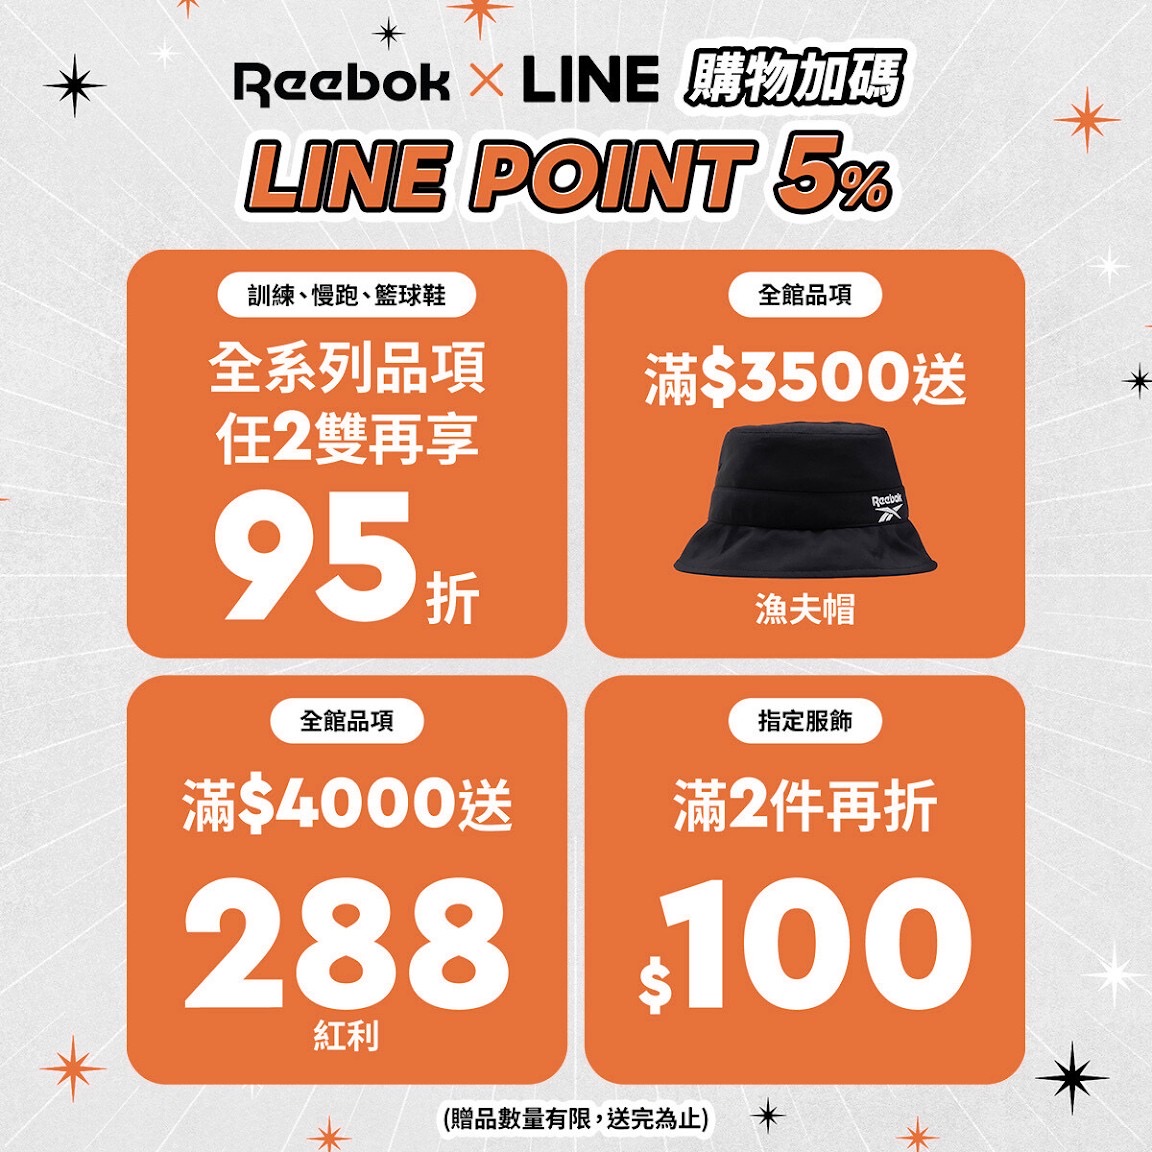 Reebok × LINE 購物加碼
LINE POINT 5%
訓練、慢跑、籃球鞋
全系列品項
任2雙再享
95折
全館品項
滿$3500送
Reebok
漁夫帽
全館品項
滿$4000送
288
紅利
指定服飾
滿2件再折
$100
(贈品數量有限,送完為止)